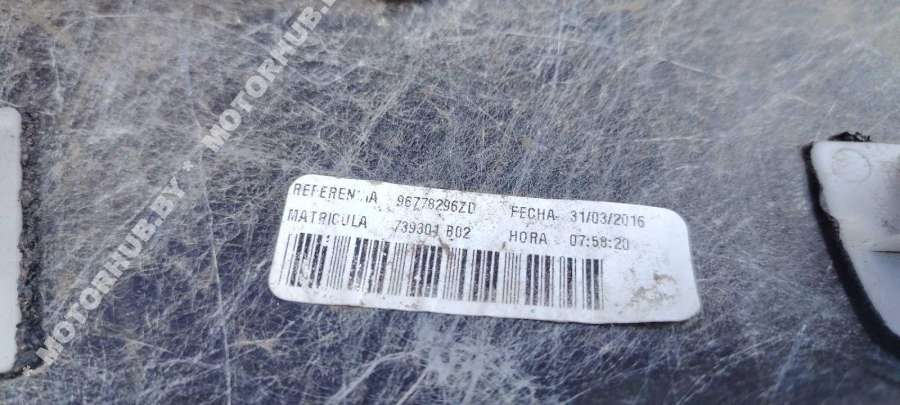 MOTORHUB.BY * MOTORHUB.BY
REFERENCIA 96778296ZD FECHA 31/03/2016
MATRICULA 739301 B02 HORA 07:58:20